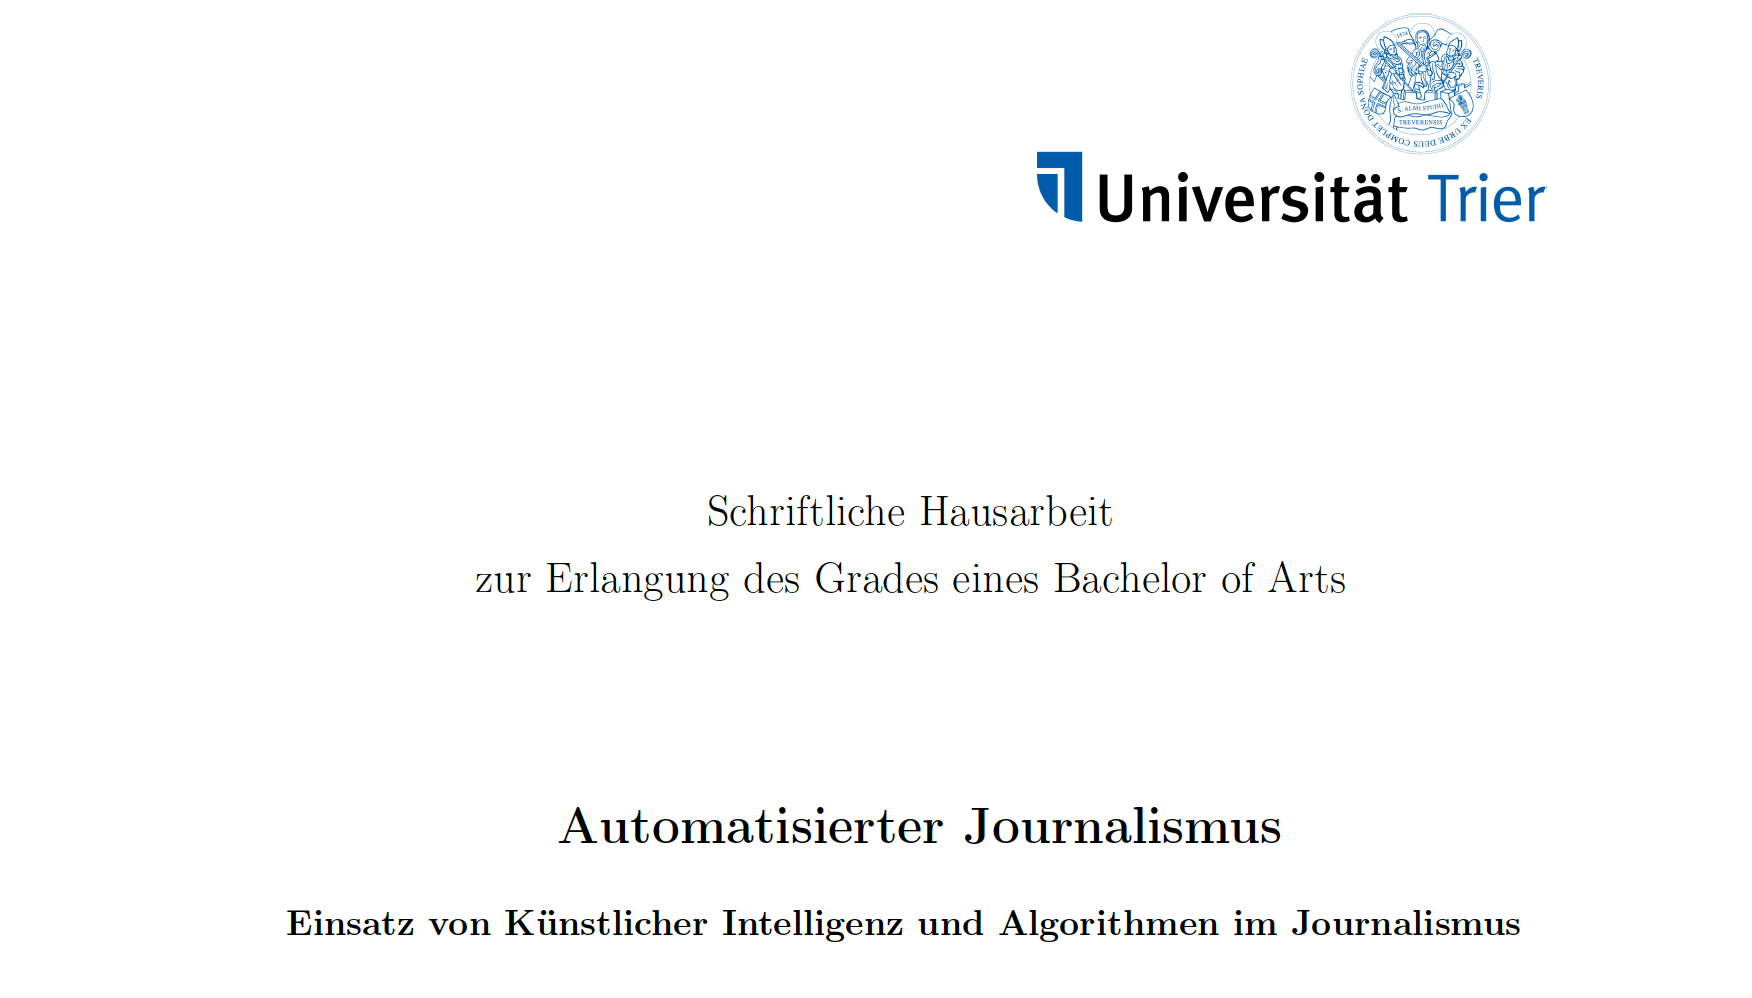 1474
TREVERIS EX URBE DEUS COMPLET DONA SOPHIAE
S. ALMI STUDII
TREVERENSIS
Universität Trier
Schriftliche Hausarbeit
zur Erlangung des Grades eines Bachelor of Arts
Automatisierter Journalismus
Einsatz von Künstlicher Intelligenz und Algorithmen im Journalismus